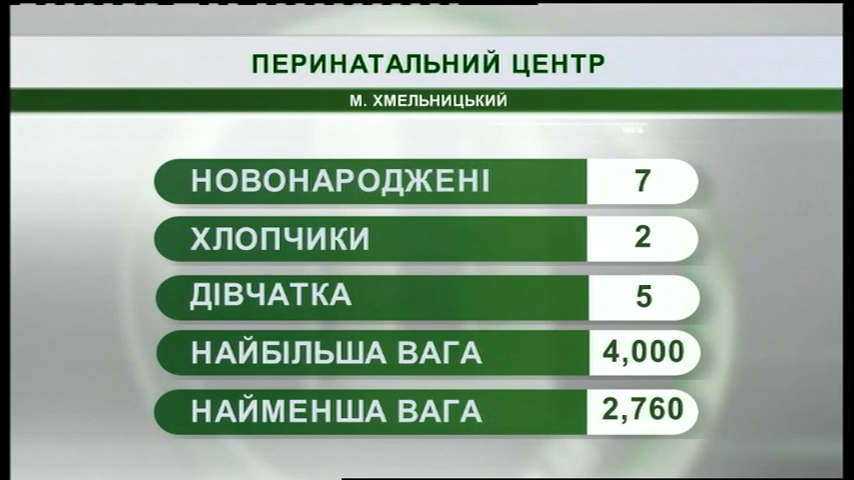 ПЕРИНАТАЛЬНИЙ ЦЕНТР
М. ХМЕЛЬНИЦЬКИЙ
НОВОНАРОДЖЕНІ 7
ХЛОПЧИКИ 2
ДІВЧАТКА 5
НАЙБІЛЬША ВАГА 4,000
НАЙМЕНША ВАГА 2,760